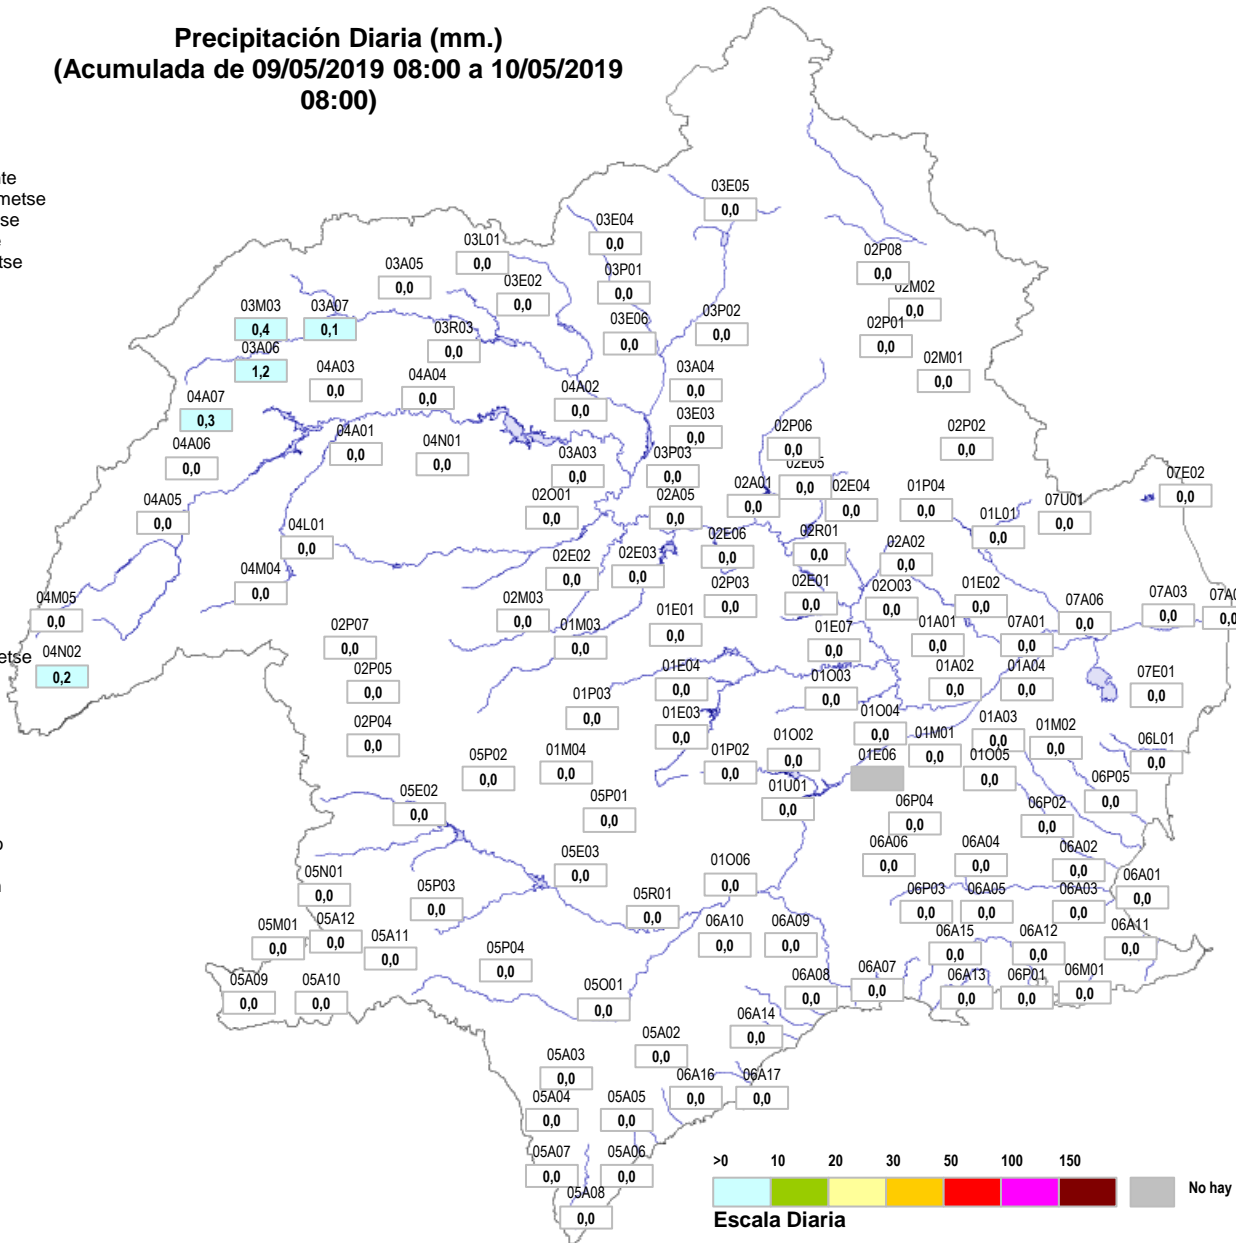 Precipitación Diaria (mm.)
(Acumulada de 09/05/2019 08:00 a 10/05/2019
08:00)
03E05
0,0
03E04
0,0
03L01
0,0
02P08
0,0
03A05
0,0
03P01
0,0
03E02
0,0
02M02
0,0
03M03
0,4
03A07
0,1
03P02
0,0
03E06
0,0
03R03
0,0
02P01
0,0
03A06
1,2
04A03
0,0
04A04
0,0
03A04
0,0
02M01
0,0
04A07
0,3
04A02
0,0
03E03
0,0
04A01
0,0
04N01
0,0
02P06
0,0
02P02
0,0
04A06
0,0
03A03
0,0
03P03
0,0
02E05
0,0
07E02
0,0
04A05
0,0
02O01
0,0
02A05
0,0
02A01
0,0
02E04
0,0
01P04
0,0
07U01
0,0
01L01
0,0
04L01
0,0
02E06
0,0
02R01
0,0
02A02
0,0
02E02
0,0
02E03
0,0
04M04
0,0
02P03
0,0
02E01
0,0
02O03
0,0
01E02
0,0
07A03
0,0
07A0
0,0
04M05
0,0
02M03
0,0
01E01
0,0
07A06
0,0
02P07
0,0
01M03
0,0
01E07
0,0
01A01
0,0
07A01
0,0
etse
04N02
0,2
02P05
0,0
01E04
0,0
01O03
0,0
01A02
0,0
01A04
0,0
07E01
0,0
01P03
0,0
01E03
0,0
01O04
0,0
02P04
0,0
01A03
0,0
01M02
0,0
05P02
0,0
01M04
0,0
01P02
0,0
01O02
0,0
01E06
01M01
0,0
01O05
0,0
06L01
0,0
05E02
0,0
05P01
0,0
01U01
0,0
06P04
0,0
06P02
0,0
06P05
0,0
05E03
0,0
01O06
0,0
06A06
0,0
06A04
0,0
06A02
0,0
05N01
0,0
05P03
0,0
05R01
0,0
06P03
0,0
06A05
0,0
06A03
0,0
06A01
0,0
05M01
0,0
05A12
0,0
05A11
0,0
06A10
0,0
06A09
0,0
06A15
0,0
06A12
0,0
06A11
0,0
05P04
0,0
05A09
0,0
05A10
0,0
05O01
0,0
06A08
0,0
06A07
0,0
06A13
0,0
06P01
0,0
06M01
0,0
06A14
0,0
05A02
0,0
05A03
0,0
06A16
0,0
06A17
0,0
05A04
0,0
05A05
0,0
05A07
0,0
05A06
0,0
05A08
0,0
>0 10 20 30 50 100 150
No hay
Escala Diaria